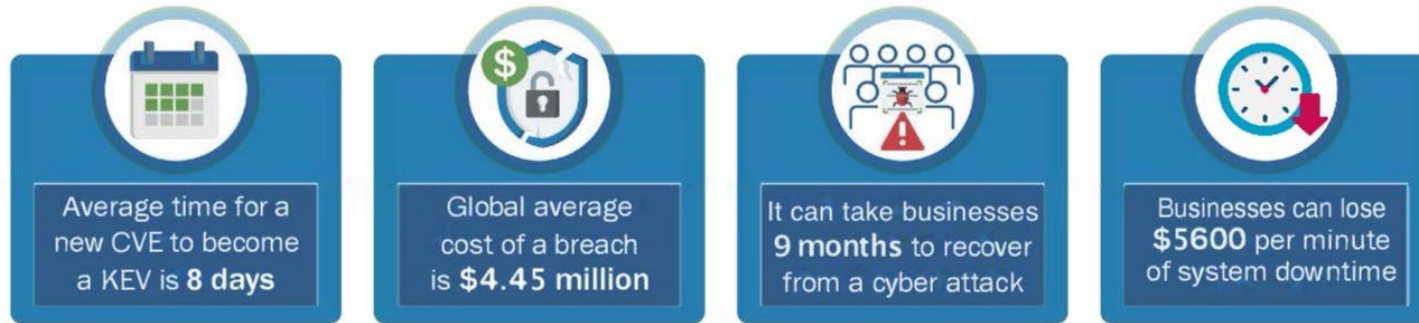 $
Average time for a
new CVE to become
a KEV is 8 days
Global average
cost of a breach
is $4.45 million
It can take businesses
9 months to recover
from a cyber attack
Businesses can lose
$5600 per minute
of system downtime